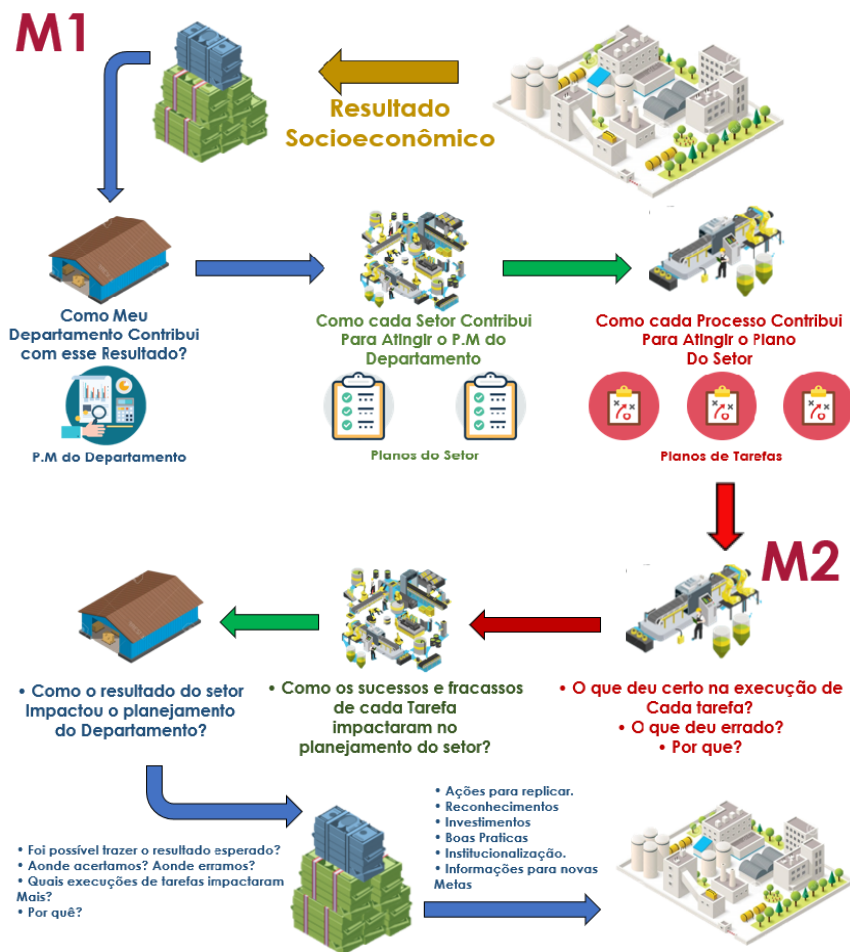 M1
Resultado
Socioeconômico
Como Meu
Departamento Contribui
com esse Resultado?
P.M do Departamento
Como cada Setor Contribui
Para Atingir o P.M do
Departamento
Planos do Setor
Como cada Processo Contribui
Para Atingir o Plano
Do Setor
Planos de Tarefas
M2
• O que deu certo na execução de
Cada tarefa?
• O que deu errado?
• Por que?
• Como os sucessos e fracassos
de cada Tarefa
impactaram no
planejamento do setor?
• Como o resultado do setor
Impactou o planejamento
do Departamento?
• Foi possível trazer o resultado esperado?
• Aonde acertamos? Aonde erramos?
• Quais execuções de tarefas impactaram
Mais?
• Por quê?
• Ações para replicar.
• Reconhecimentos
• Investimentos
• Boas Praticas
• Institucionalização.
• Informações para novas
Metas